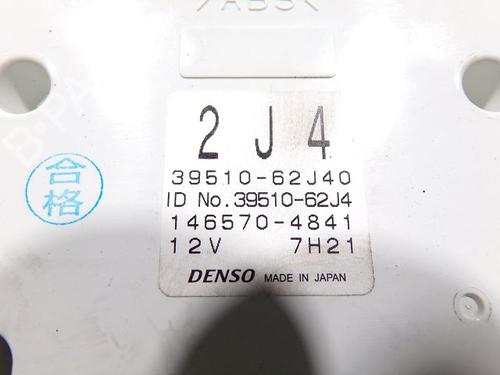 >ABS<
2 J 4
39510-62J40
ID No.39510-62J4
146570-4841
12V 7H21
DENSO MADE IN JAPAN
合格
B-PA